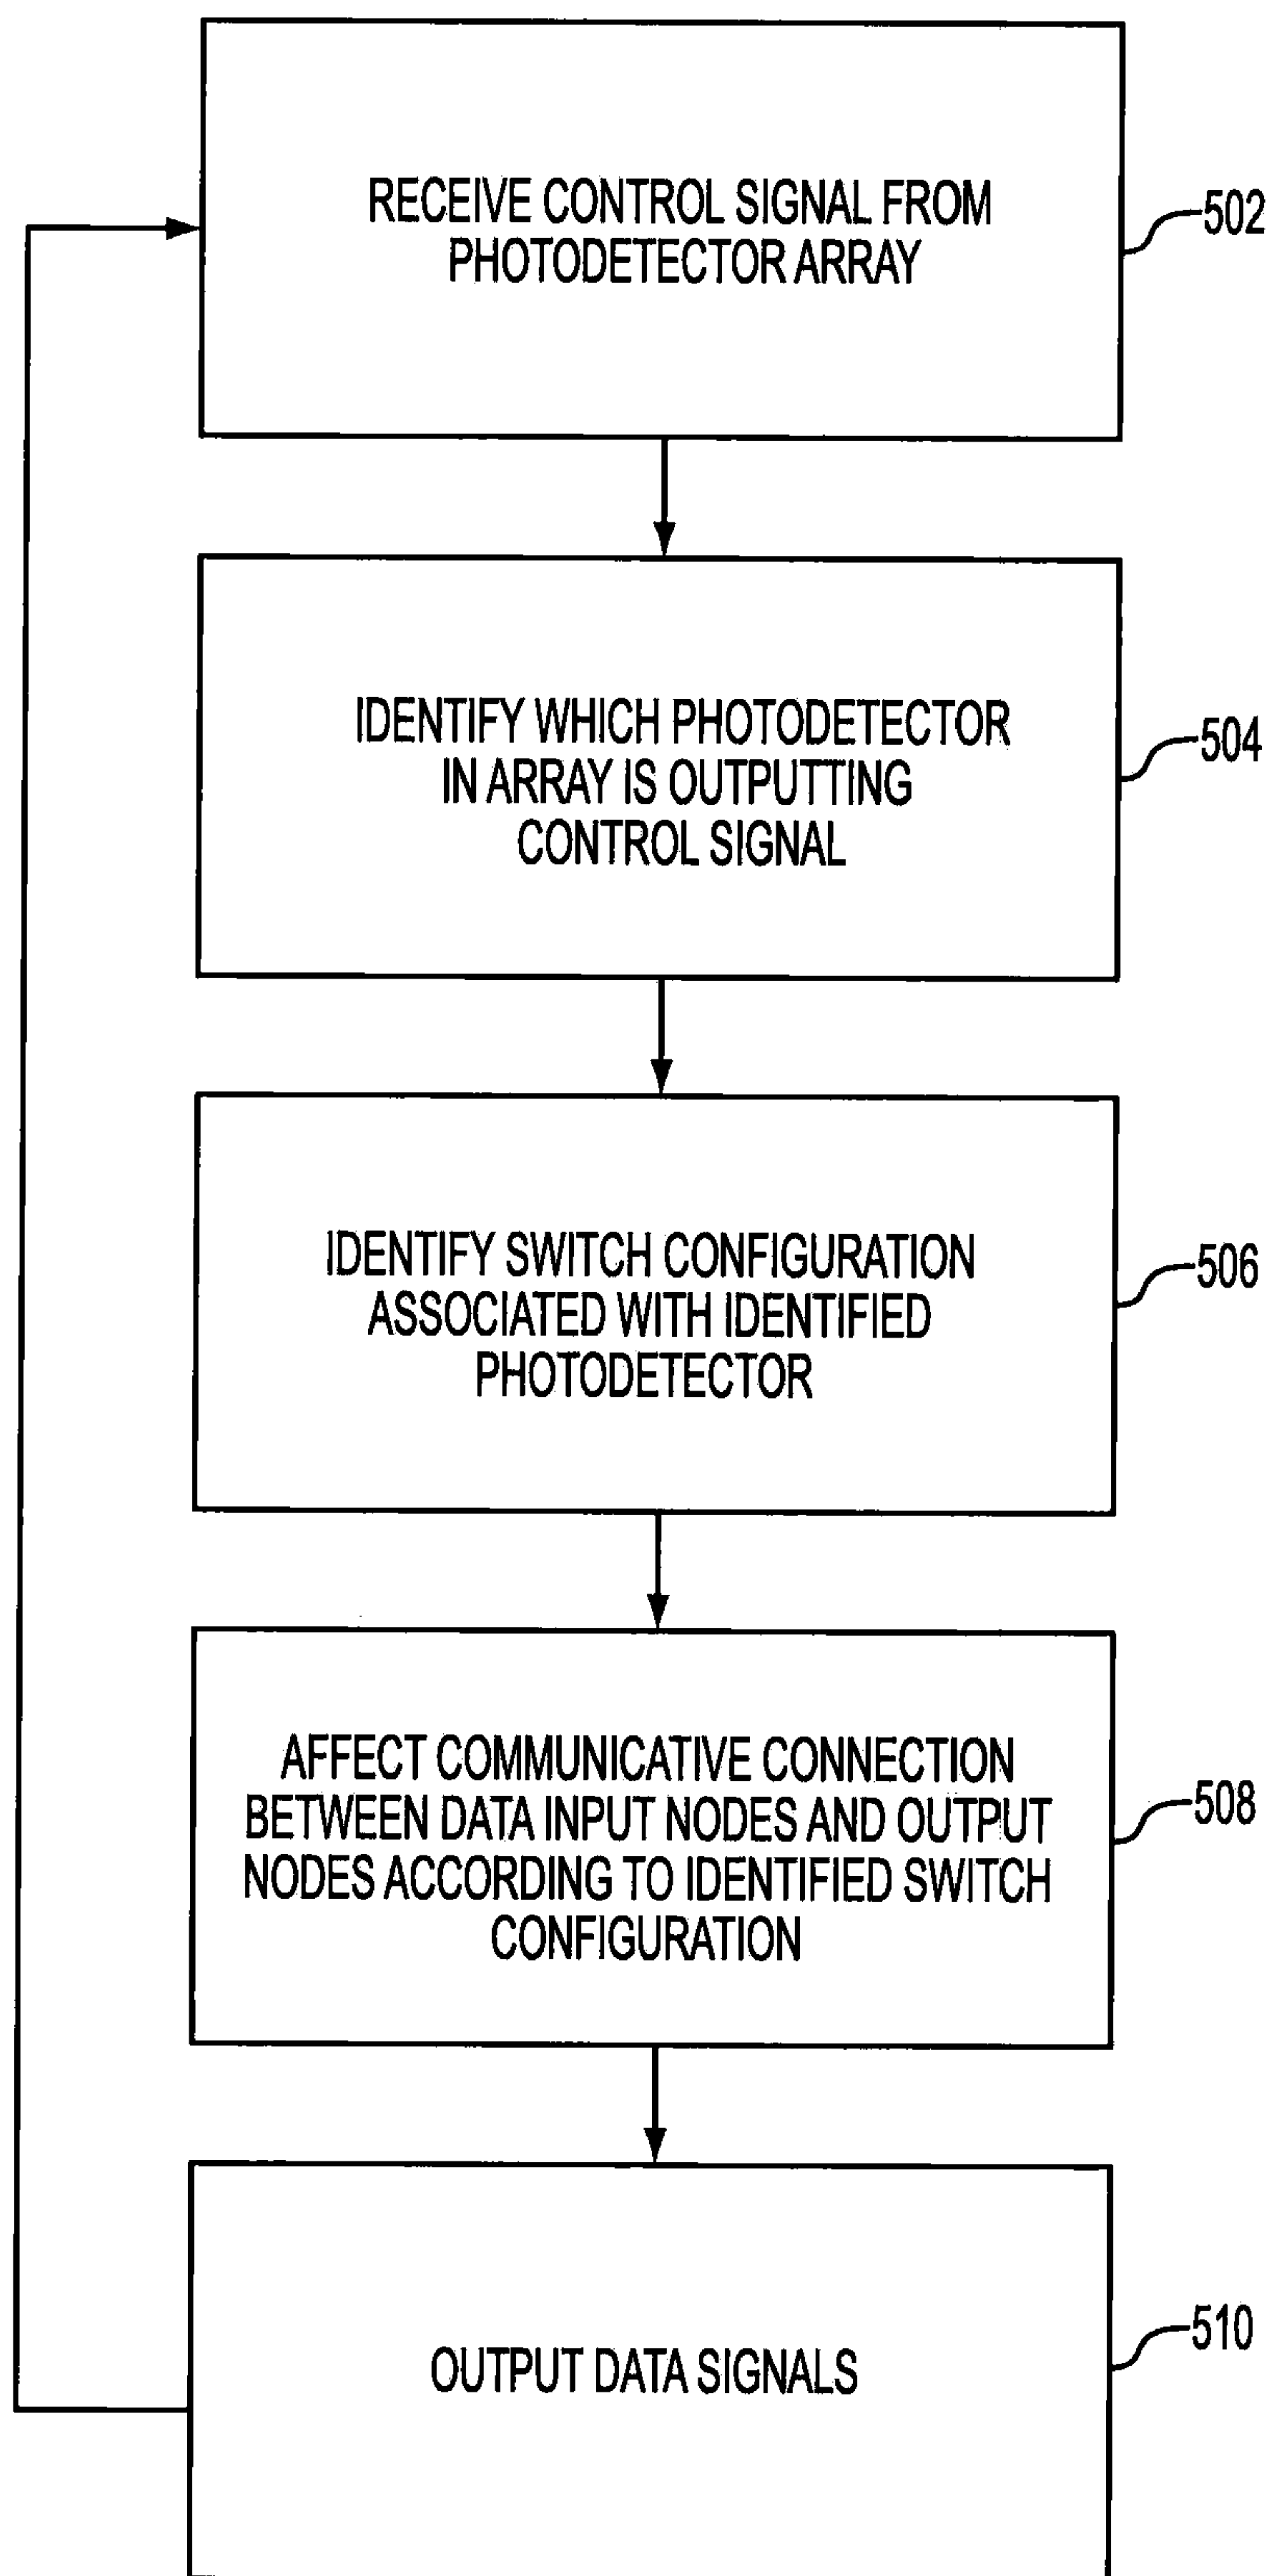 RECEIVE CONTROL SIGNAL FROM
PHOTODETECTOR ARRAY
502
IDENTIFY WHICH PHOTODETECTOR
IN ARRAY IS OUTPUTTING
CONTROL SIGNAL
504
IDENTIFY SWITCH CONFIGURATION
ASSOCIATED WITH IDENTIFIED
PHOTODETECTOR
506
AFFECT COMMUNICATIVE CONNECTION
BETWEEN DATA INPUT NODES AND OUTPUT
NODES ACCORDING TO IDENTIFIED SWITCH
CONFIGURATION
508
OUTPUT DATA SIGNALS
510